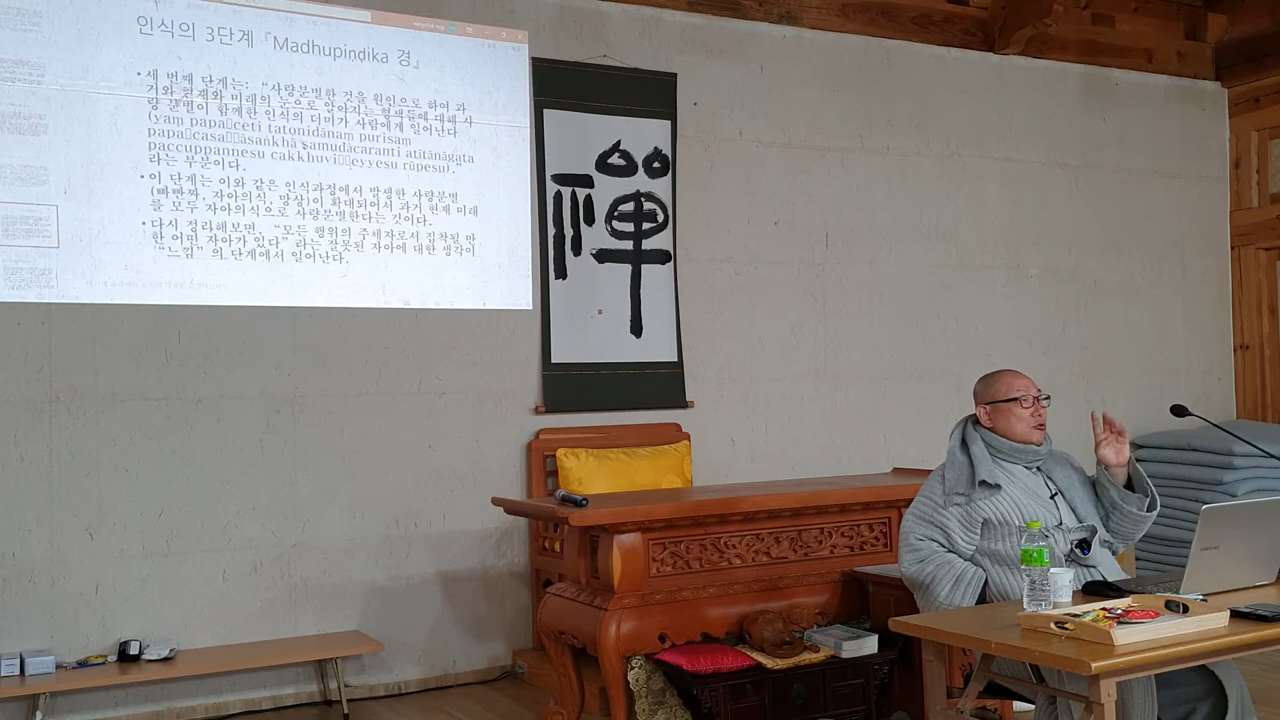 인식의 3단계 『Madhupiṇḍika 경』
• 세 번째 단계는: “사량분별한 것을 원인으로 하여 과
거와 현재와 미래의 눈으로 알아지는 형색들에 대해 사
량 분별이 함께한 인식의 더미가 사람에게 일어난다
(yaṃ papa▯ceti tatonidānaṃ purisaṃ
papa▯casa▯▯āsaṅkhā samudācaranti atītānāgata
paccuppannesu cakkhuvi▯▯eyyesu rūpesu).”
라는 부분이다.
• 이 단계는 이와 같은 인식과정에서 발생한 사량분별
(빠빤짜, 자아의식, 망상)이 확대되어서 과거 현재 미래
를 모두 자아의식으로 사량분별한다는 것이다.
• 다시 정리해보면, “모든 행위의 주체자로서 집착될 만
한 어떤 자아가 있다” 라는 잘못된 자아에 대한 생각이
“느낌” 의 단계에서 일어난다.
禪
SAMSUNG